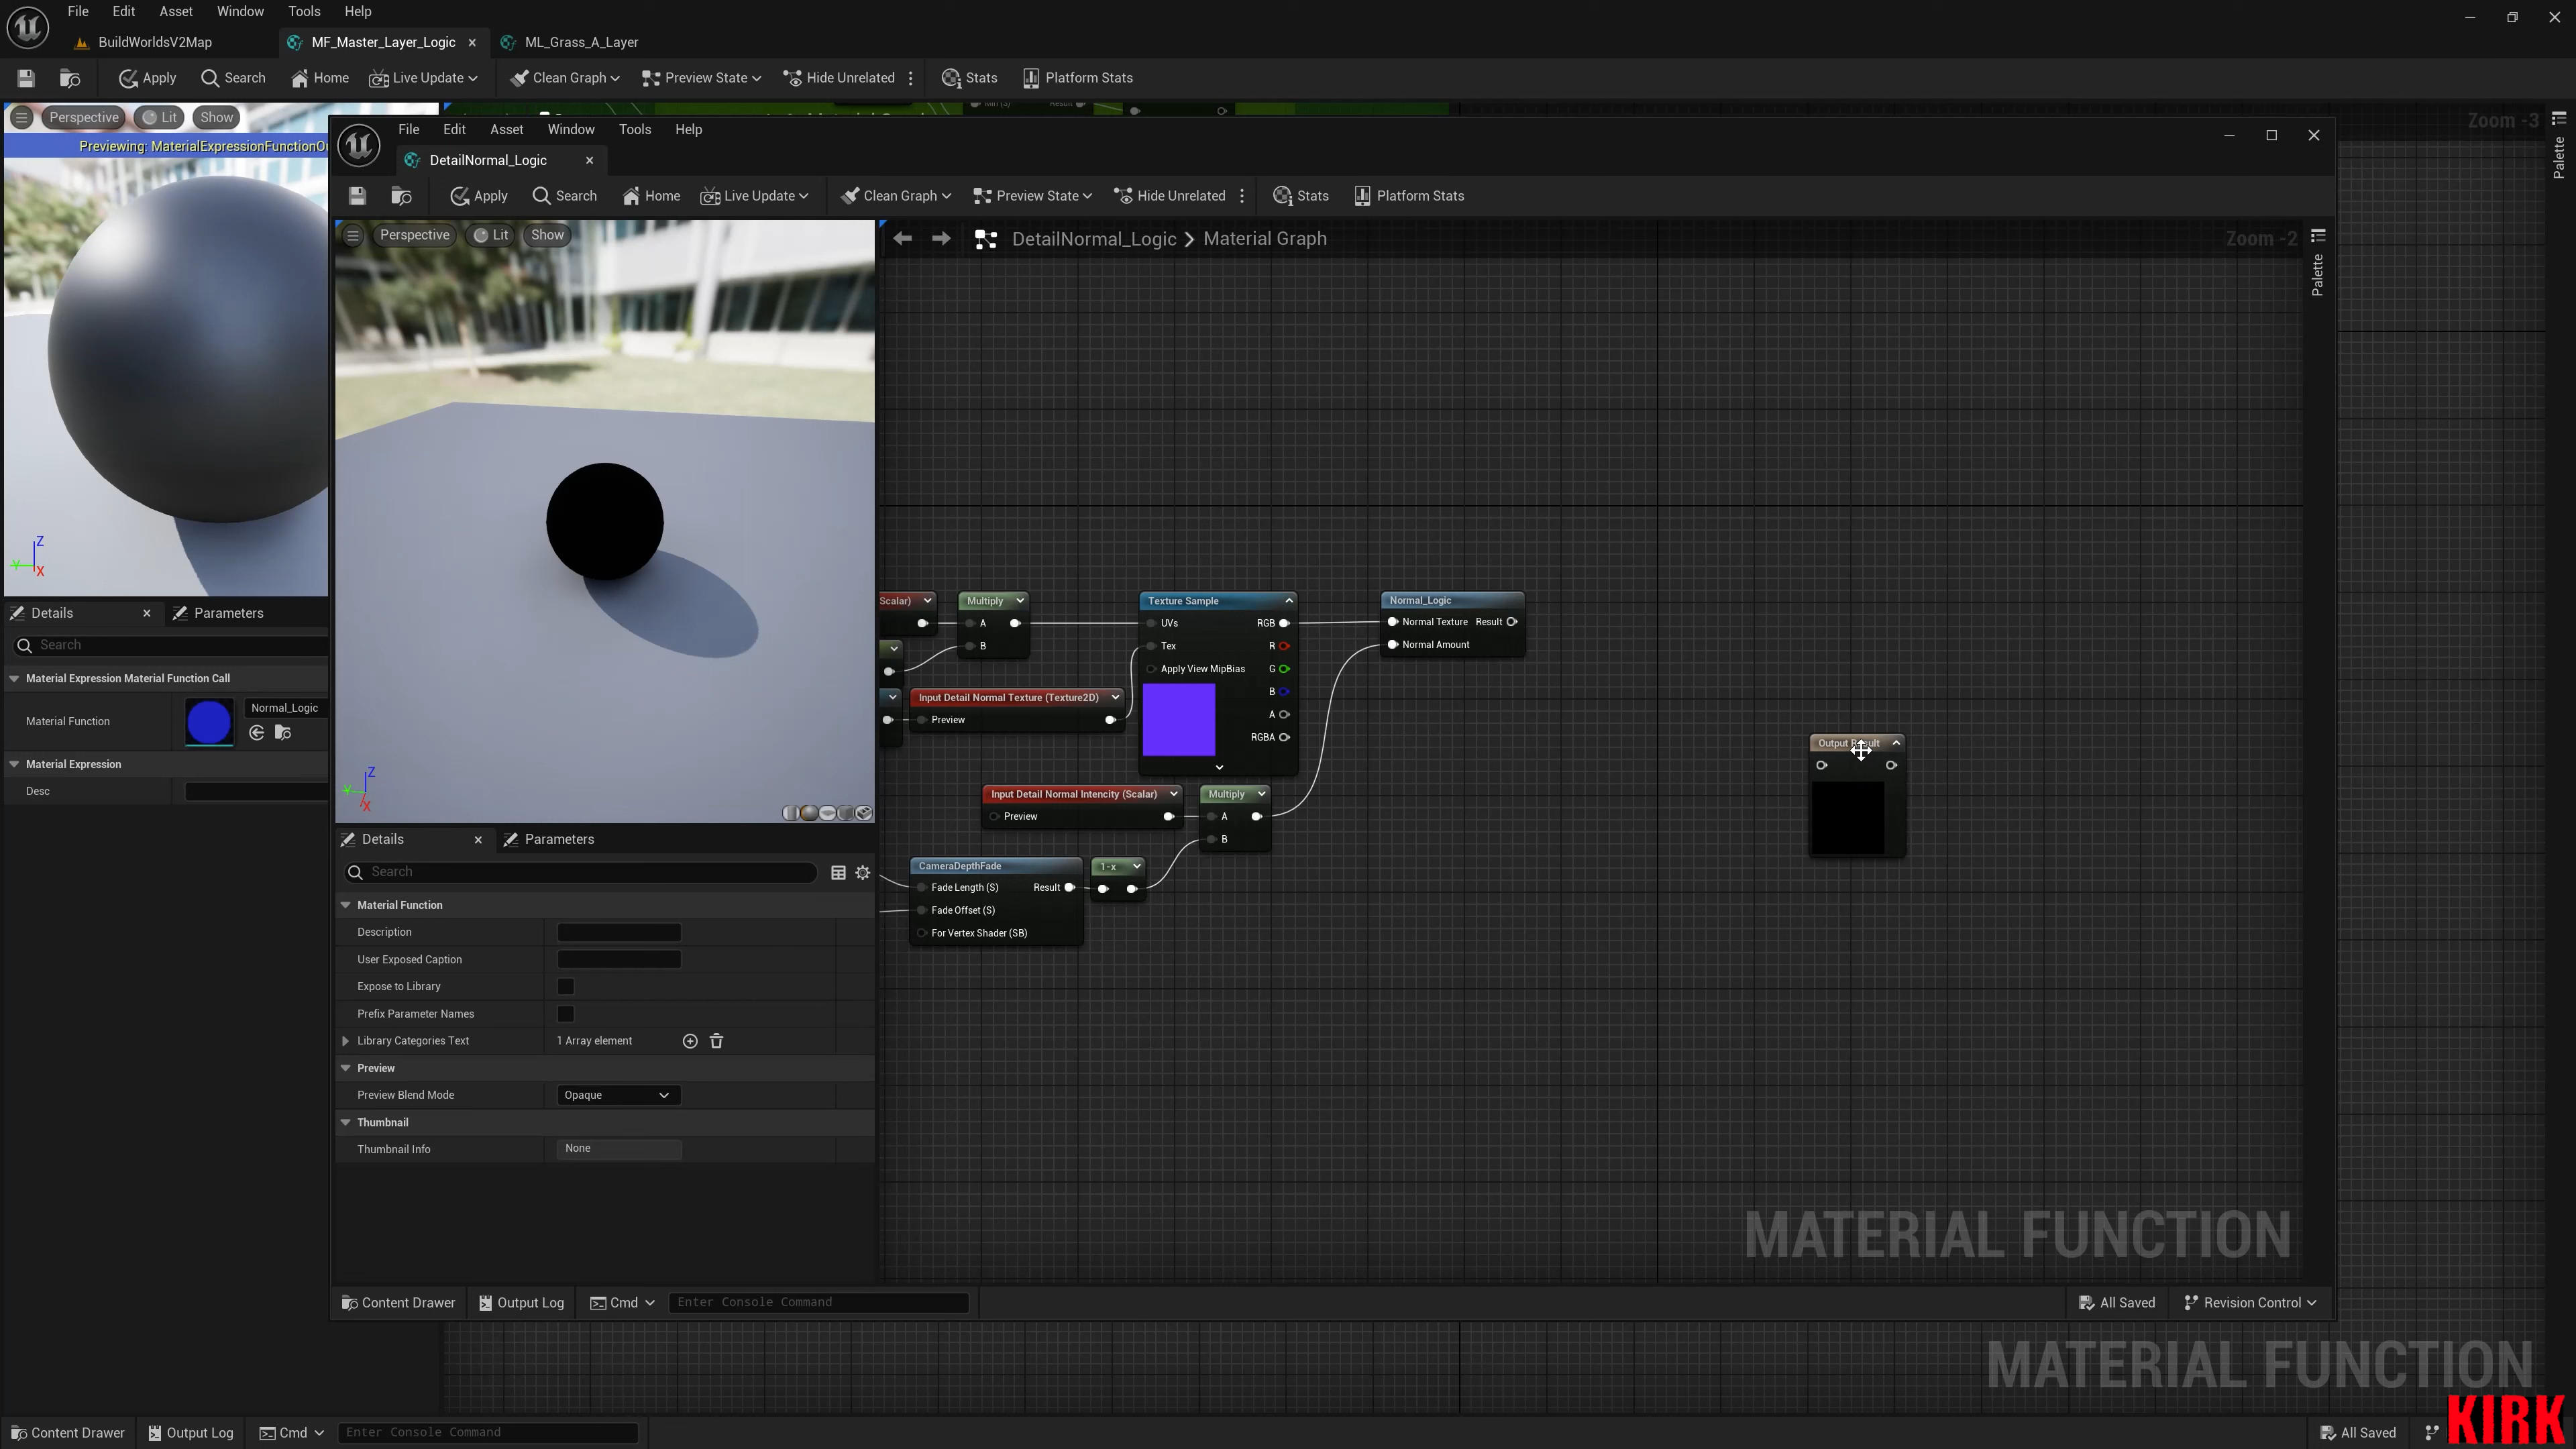 File Edit Asset Window Tools Help
BuildWorldsV2Map MF_Master_Layer_Logic ML_Grass_A_Layer
Apply Search Home Live Update Clean Graph Preview State Hide Unrelated Stats Platform Stats
Perspective Lit Show
Zoom -3
Palette
Previewing: MaterialExpressionFunctionOu
File Edit Asset Window Tools Help
DetailNormal_Logic
Apply Search Home Live Update Clean Graph Preview State Hide Unrelated Stats Platform Stats
Perspective Lit Show
DetailNormal_Logic > Material Graph
Zoom -2
Palette
Z
Y
X
Details Parameters
Search
Material Expression Material Function Call
Material Function Normal_Logic
Material Expression
Desc
Scalar)
Multiply
A
B
Texture Sample
UVs RGB
Tex R
Apply View MipBias G
B
A
RGBA
Normal_Logic
Normal Texture Result
Normal Amount
Input Detail Normal Texture (Texture2D)
Preview
Input Detail Normal Intencity (Scalar)
Preview
Multiply
A
B
CameraDepthFade
Fade Length (S) Result
Fade Offset (S)
For Vertex Shader (SB)
1-x
Output Result
Z
Y
X
Details Parameters
Search
Material Function
Description
User Exposed Caption
Expose to Library
Prefix Parameter Names
Library Categories Text 1 Array element
Preview
Preview Blend Mode Opaque
Thumbnail
Thumbnail Info None
MATERIAL FUNCTION
Content Drawer Output Log Cmd Enter Console Command All Saved Revision Control
MATERIAL FUNCTION
Content Drawer Output Log Cmd Enter Console Command All Saved
KIRK